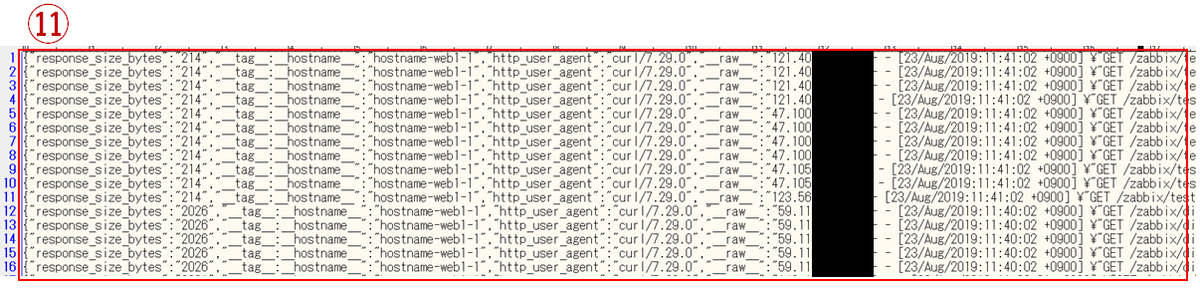 ⑪
1 {"response_size_bytes":"214","__tag__:__hostname__":"hostname-web1-1","http_user_agent":"curl/7.29.0","__raw__":"121.40 - - [23/Aug/2019:11:41:02 +0900] ¥"GET /zabbix/te
2 {"response_size_bytes":"214","__tag__:__hostname__":"hostname-web1-1","http_user_agent":"curl/7.29.0","__raw__":"121.40 - - [23/Aug/2019:11:41:02 +0900] ¥"GET /zabbix/te
3 {"response_size_bytes":"214","__tag__:__hostname__":"hostname-web1-1","http_user_agent":"curl/7.29.0","__raw__":"121.40 - - [23/Aug/2019:11:41:02 +0900] ¥"GET /zabbix/te
4 {"response_size_bytes":"214","__tag__:__hostname__":"hostname-web1-1","http_user_agent":"curl/7.29.0","__raw__":"121.40 - [23/Aug/2019:11:41:02 +0900] ¥"GET /zabbix/tes
5 {"response_size_bytes":"214","__tag__:__hostname__":"hostname-web1-1","http_user_agent":"curl/7.29.0","__raw__":"47.100 - - [23/Aug/2019:11:41:02 +0900] ¥"GET /zabbix/te
6 {"response_size_bytes":"214","__tag__:__hostname__":"hostname-web1-1","http_user_agent":"curl/7.29.0","__raw__":"47.100 - - [23/Aug/2019:11:41:02 +0900] ¥"GET /zabbix/te
7 {"response_size_bytes":"214","__tag__:__hostname__":"hostname-web1-1","http_user_agent":"curl/7.29.0","__raw__":"47.100 - - [23/Aug/2019:11:41:02 +0900] ¥"GET /zabbix/te
8 {"response_size_bytes":"214","__tag__:__hostname__":"hostname-web1-1","http_user_agent":"curl/7.29.0","__raw__":"47.100 - - [23/Aug/2019:11:41:02 +0900] ¥"GET /zabbix/te
9 {"response_size_bytes":"214","__tag__:__hostname__":"hostname-web1-1","http_user_agent":"curl/7.29.0","__raw__":"47.105 - - [23/Aug/2019:11:41:02 +0900] ¥"GET /zabbix/tes
10 {"response_size_bytes":"214","__tag__:__hostname__":"hostname-web1-1","http_user_agent":"curl/7.29.0","__raw__":"47.105 - - [23/Aug/2019:11:41:02 +0900] ¥"GET /zabbix/tes
11 {"response_size_bytes":"214","__tag__:__hostname__":"hostname-web1-1","http_user_agent":"curl/7.29.0","__raw__":"123.56 - [23/Aug/2019:11:41:02 +0900] ¥"GET /zabbix/test
12 {"response_size_bytes":"2026","__tag__:__hostname__":"hostname-web1-1","http_user_agent":"curl/7.29.0","__raw__":"59.11 - - [23/Aug/2019:11:40:02 +0900] ¥"GET /zabbix/di
13 {"response_size_bytes":"2026","__tag__:__hostname__":"hostname-web1-1","http_user_agent":"curl/7.29.0","__raw__":"59.11 - - [23/Aug/2019:11:40:02 +0900] ¥"GET /zabbix/di
14 {"response_size_bytes":"2026","__tag__:__hostname__":"hostname-web1-1","http_user_agent":"curl/7.29.0","__raw__":"59.11 - - [23/Aug/2019:11:40:02 +0900] ¥"GET /zabbix/di
15 {"response_size_bytes":"2026","__tag__:__hostname__":"hostname-web1-1","http_user_agent":"curl/7.29.0","__raw__":"59.11 - - [23/Aug/2019:11:40:02 +0900] ¥"GET /zabbix/di
16 {"response_size_bytes":"2026","__tag__:__hostname__":"hostname-web1-1","http_user_agent":"curl/7.29.0","__raw__":"59.11 - - [23/Aug/2019:11:40:02 +0900] ¥"GET /zabbix/di